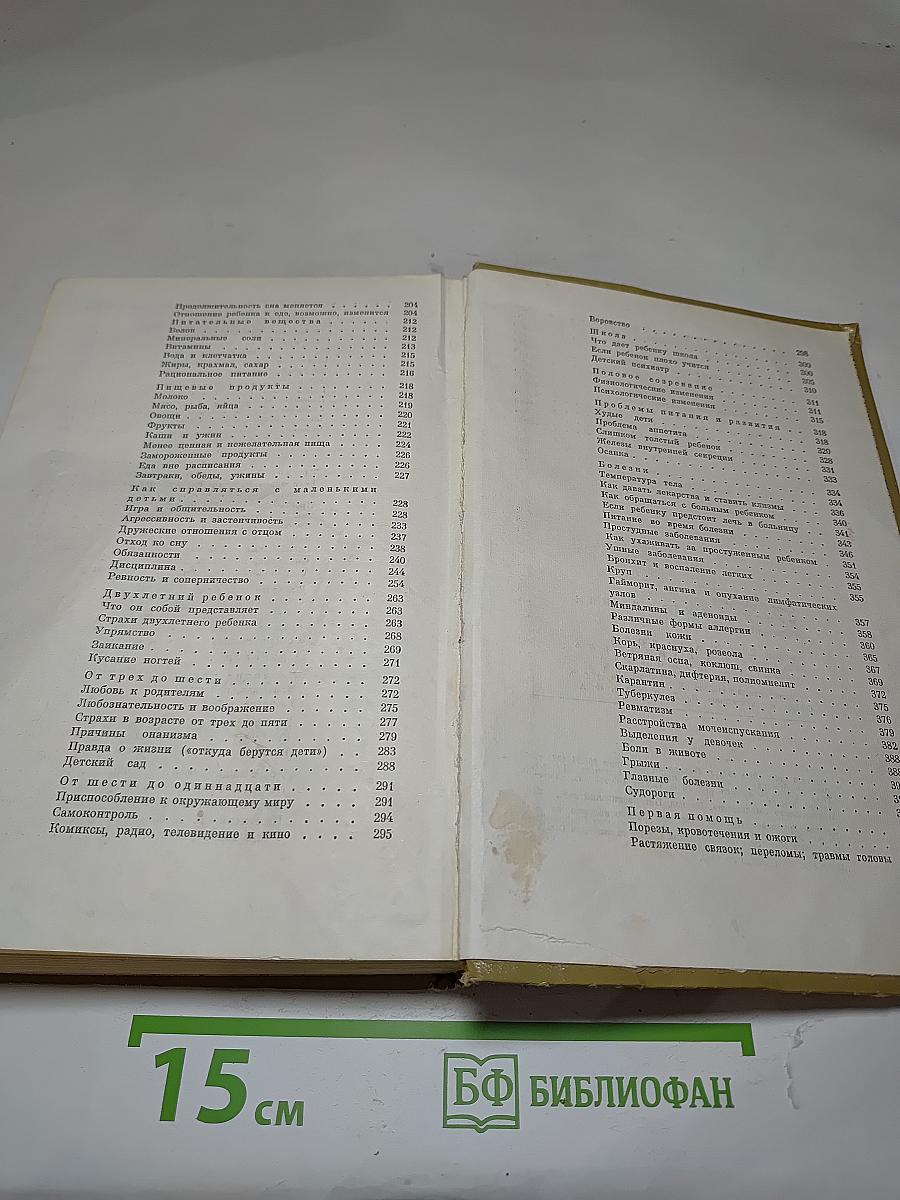 Продолжительность сна меняется . . . . . . 204
Отношение ребенка к еде, возможно, изменится 204
Питательные вещества . . . . . . 212
Белок . . . . . . 212
Минеральные соли . . . . . . 212
Витамины . . . . . . 213
Вода и клетчатка . . . . . . 215
Жиры, крахмал, сахар . . . . . . 215
Рациональное питание . . . . . . 216
Пищевые продукты . . . . . . 218
Молоко . . . . . . 218
Мясо, рыба, яйца . . . . . . 219
Овощи . . . . . . 220
Фрукты . . . . . . 221
Каши и ужин . . . . . . 222
Менее ценная и нежелательная пища . . . . . . 224
Замороженные продукты . . . . . . 226
Еда вне расписания . . . . . . 226
Завтраки, обеды, ужины . . . . . . 227
Как справляться с маленькими
детьми . . . . . . 228
Игра и общительность . . . . . . 228
Агрессивность и застенчивость . . . . . . 233
Дружеские отношения с отцом . . . . . . 237
Отход ко сну . . . . . . 238
Обязанности . . . . . . 240
Дисциплина . . . . . . 244
Ревность и соперничество . . . . . . 254
Двухлетний ребенок . . . . . . 263
Что он собой представляет . . . . . . 263
Страхи двухлетнего ребенка . . . . . . 263
Упрямство . . . . . . 268
Заикание . . . . . . 269
Кусание ногтей . . . . . . 271
От трех до шести . . . . . . 272
Любовь к родителям . . . . . . 272
Любознательность и воображение . . . . . . 275
Страхи в возрасте от трех до пяти . . . . . . 277
Причины онанизма . . . . . . 279
Правда о жизни («откуда берутся дети») . . 283
Детский сад . . . . . . 288
От шести до одиннадцати . . . . . 291
Приспособление к окружающему миру . . . . 291
Самоконтроль . . . . . . 294
Комиксы, радио, телевидение и кино . . . . 295
Воровство . . . . . . 298
Школа . . . . . .
Что дает ребенку школа . . . . . . 300
Если ребенок плохо учится . . . . . .
Детский психиатр . . . . . . 310
Половое созревание . . . . . . 311
Физиологические изменения . . . . . . 311
Психологические изменения . . . . . . 315
Проблемы питания и развития . . . . . . 318
Худые дети . . . . . . 318
Проблема аппетита . . . . . . 320
Слишком толстый ребенок . . . . . . 328
Железы внутренней секреции . . . . . . 331
Осанка . . . . . . 333
Болезни . . . . . . 334
Температура тела . . . . . . 334
Как давать лекарства и ставить клизмы . . . 336
Как обращаться с больным ребенком . . . 340
Если ребенку предстоит лечь в больницу . . . 341
Питание во время болезни . . . . . . 343
Простудные заболевания . . . . . . 346
Как ухаживать за простуженным ребенком . . 351
Ушные заболевания . . . . . . 354
Бронхит и воспаление легких . . . . . . 355
Круп . . . . . . 355
Гайморит, ангина и опухание лимфатических
узлов . . . . . . 357
Миндалины и аденоиды . . . . . . 358
Различные формы аллергии . . . . . . 360
Болезни кожи . . . . . . 365
Корь, краснуха, розеола . . . . . . 367
Ветряная оспа, коклюш, свинка . . . . . . 369
Скарлатина, дифтерия, полиомиелит . . . . 372
Карантин . . . . . . 375
Туберкулез . . . . . . 376
Ревматизм . . . . . . 379
Расстройства мочеиспускания . . . . . . 382
Выделения у девочек . . . . . . 388
Боли в животе . . . . . .
Грыжи . . . . . .
Главные болезни . . . . . .
Судороги . . . . . .
Первая помощь . . . . . .
Порезы, кровотечения и ожоги . . . . . .
Растяжение связок; переломы; травмы головы
15 см
БФ БИБЛИОФАН